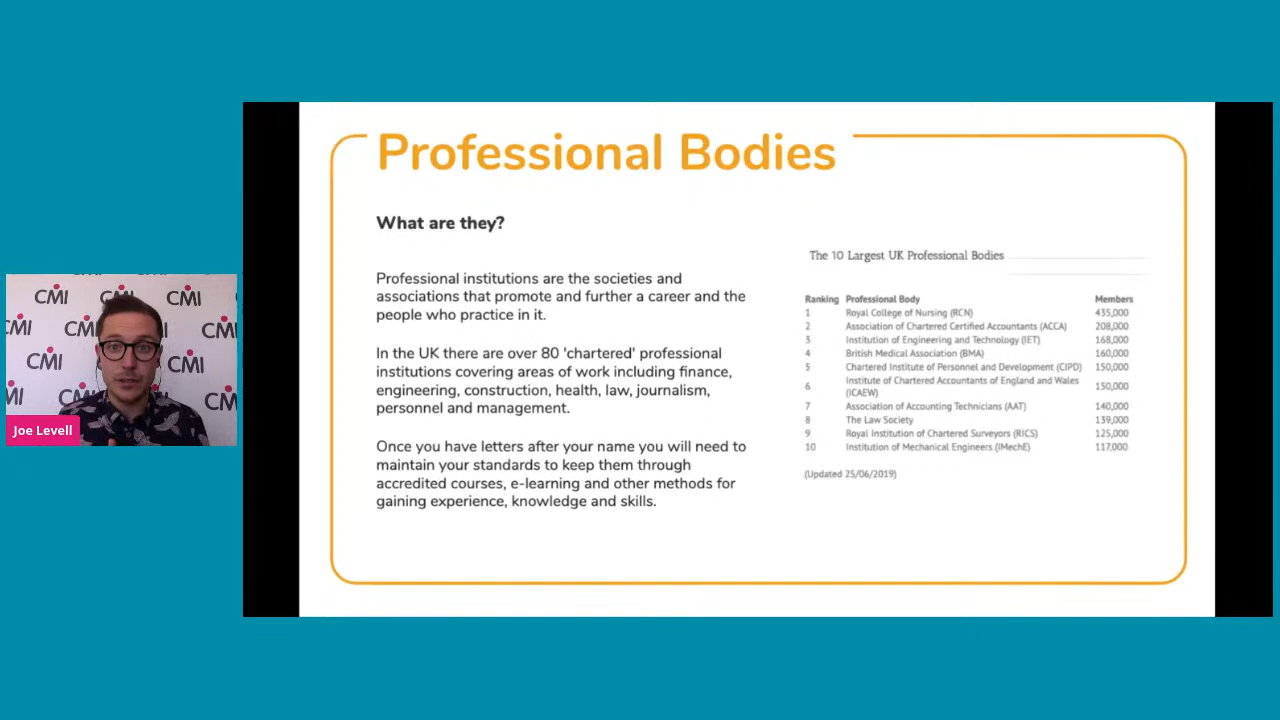 Professional Bodies
What are they?
Professional institutions are the societies and
associations that promote and further a career and the
people who practice in it.
In the UK there are over 80 'chartered' professional
institutions covering areas of work including finance,
engineering, construction, health, law, journalism,
personnel and management.
Once you have letters after your name you will need to
maintain your standards to keep them through
accredited courses, e-learning and other methods for
gaining experience, knowledge and skills.
The 10 Largest UK Professional Bodies
Ranking Professional Body Members
1 Royal College of Nursing (RCN) 435,000
2 Association of Chartered Certified Accountants (ACCA) 208,000
3 Institution of Engineering and Technology (IET) 168,000
4 British Medical Association (BMA) 160,000
5 Chartered Institute of Personnel and Development (CIPD) 150,000
6 Institute of Chartered Accountants of England and Wales
(ICAEW) 150,000
7 Association of Accounting Technicians (AAT) 140,000
8 The Law Society 139,000
9 Royal Institution of Chartered Surveyors (RICS) 125,000
10 Institution of Mechanical Engineers (IMechE) 117,000
(Updated 25/06/2019)
CMI CMI CMI
CMI CMI
CMI CMI
CMI CMI CM
Joe Levell